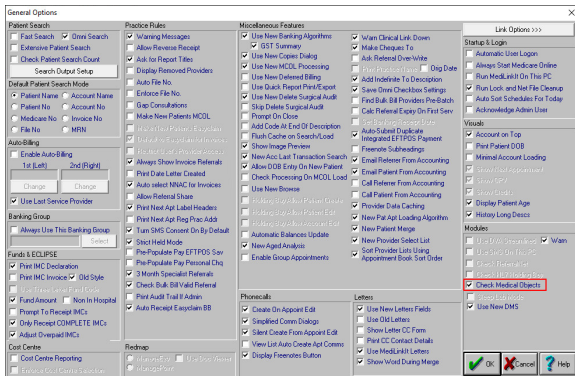 General Options
Patient Search
Fast Search
Omni Search
Extensive Patient Search
Check Patient Search Count
Search Output Setup
Default Patient Search Mode
Patient Name
Account Name
Patient No
Account No
Medicare No
Invoice No
File No
MRN
Auto-Billing
Enable Auto-Billing
1st (Left)
2nd (Right)
Change
Change
Use Last Service Provider
Banking Group
Always Use This Banking Group
Select
Funds & ECLIPSE
Print IMC Declaration
Print IMC Invoice
Old Style
Fund Amount
Non In Hospital
Prompt To Receipt IMCs
Only Receipt COMPLETE IMCs
Adjust Overpaid IMCs
Cost Centre
Cost Centre Reporting
Enforce Cost Centre Selection
Practice Rules
Warning Messages
Allow Reverse Receipt
Ask for Report Titles
Display Removed Providers
Auto File No.
Enforce File No.
Gap Consultations
Make New Patients MCOL
Always Show Invoice Referrals
Print Date Letter Created
Auto select NNAC for Invoices
Allow Referral Share
Print Next Apt Label Headers
Print Next Apt Reg Prac Addr
Turn SMS Consent On By Default
Strict Held Mode
Pre-Populate Pay EFTPOS Sav
Pre-Populate Pay Personal Chq
3 Month Specialist Referrals
Check Bulk Bill Valid Referral
Print Audit Trail II Admin
Auto Receipt Easyclaim BB
Redmap
Miscellaneous Features
Use New Banking Algorithms
GST Summary
Use New Copies Dialog
Use New MCOL Processing
Use New Deferred Billing
Use Quick Report Print/Export
Use New Delete Surgical Audit
Skip Delete Surgical Audit
Prompt On Close
Add Code At End Of Description
Flush Cache on Search/Load
Show Image Preview
New Acc Last Transaction Search
Allow DOB Entry On New Patient
Check Processing On MCOL Load
Use New Browse
Automatic Balances Update
New Aged Analysis
Enable Group Appointments
Warn Clinical Link Down
Make Cheques To
Ask Referral Over-Write
Orig Date
Add Indefinite To Description
Save Omni Checkbox Settings
Find Bulk Bill Providers Pre-Batch
Calc Referral Expiry On First Serv
Auto-Submit Duplicate
Integrated EFTPOS Payment
Freenote Subheadings
Email Referrer From Accounting
Email Patient From Accounting
Call Referrer From Accounting
Call Patient From Accounting
Provider Data Caching
New Pat Apt Loading Algorithm
New Patient Merge
New Provider Select List
Sort Provider Lists Using
Appointment Book Sort Order
Phonecalls
Create On Appoint Edit
Simplified Comm Dialogs
Silent Create From Appoint Edit
View List Auto Create Apt Comms
Display Freenotes Button
Letters
Use New Letters Fields
Use Old Letters
Show Letter CC Form
Print CC Contact Details
Use MediLinkIt Letters
Show Word During Merge
Link Options >>>
Startup & Login
Automatic User Logon
Always Start Medicare Online
Run MedLinkIt On This PC
Run Lock and Net File Cleanup
Auto Sort Schedules For Today
Acknowledge Admin User
Visuals
Account on Top
Print Patient DOB
Minimal Account Loading
Display Patient Age
History Long Descs
Modules
Warn
Check Medical Objects
Use New DMS
OK
Cancel
Help